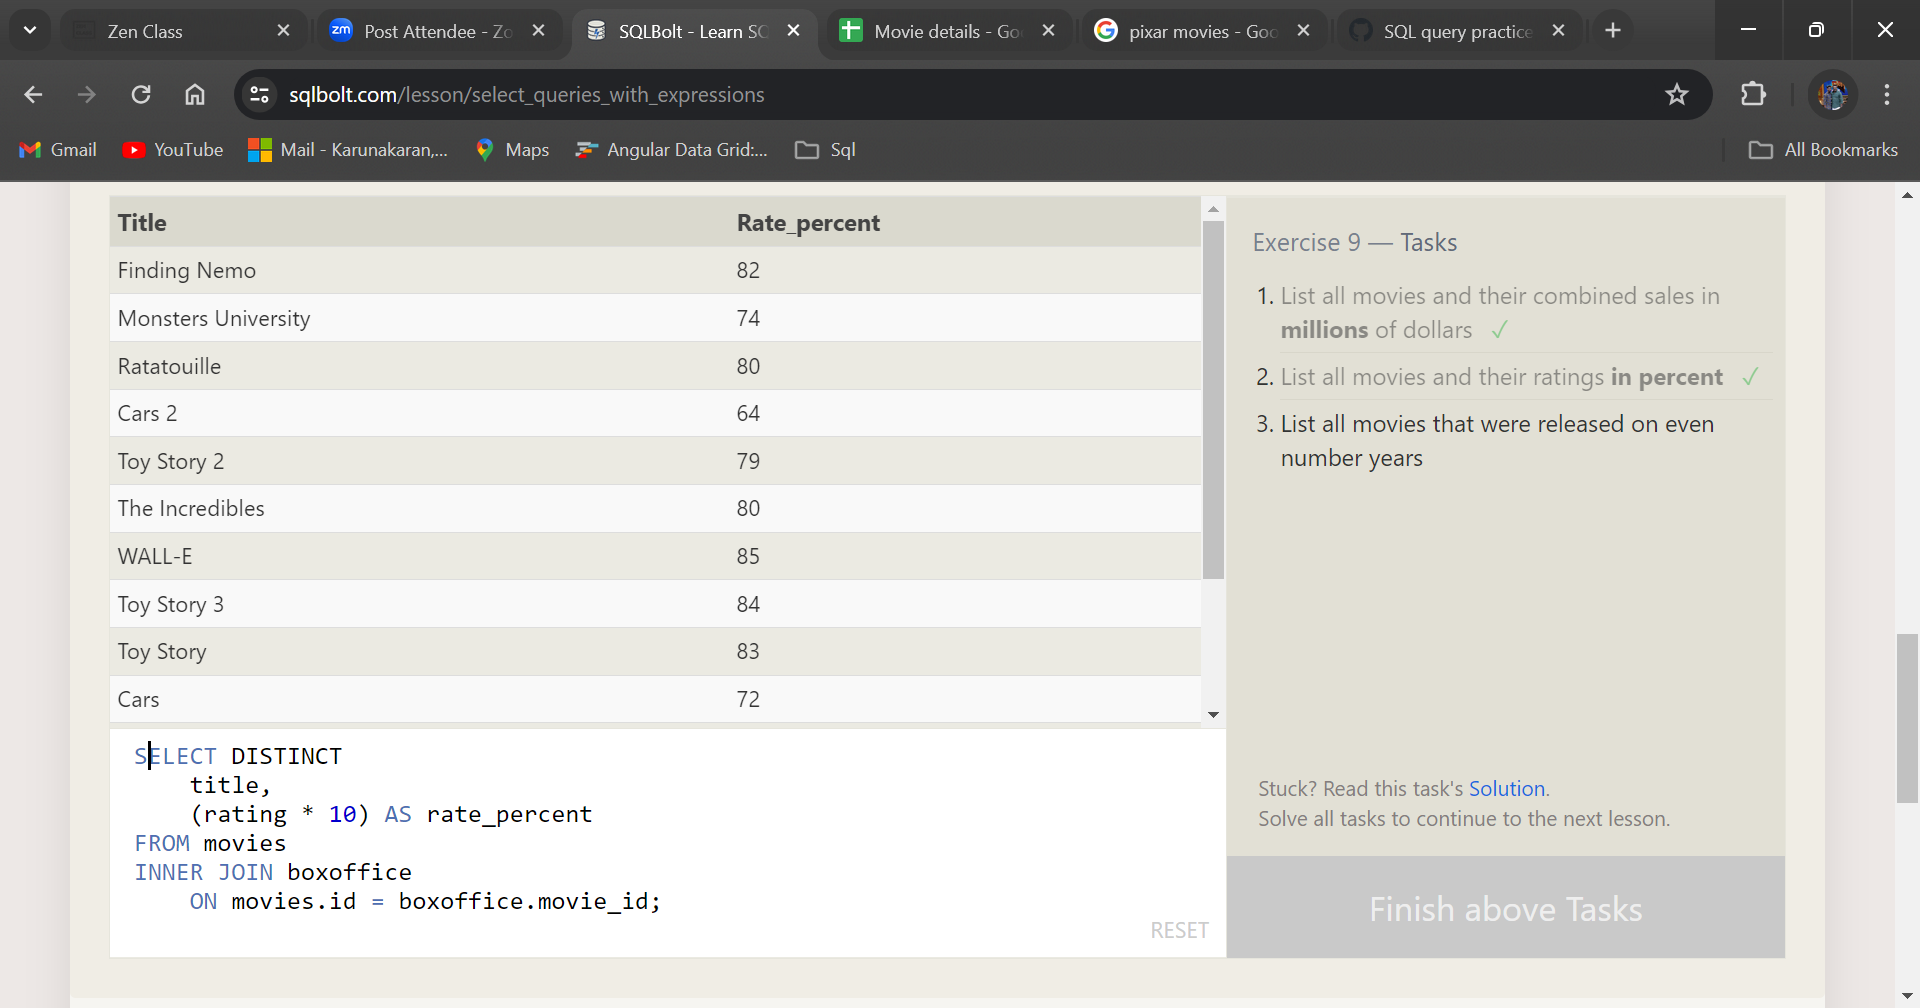 Zen Class
zm Post Attendee - Zo
SQLBolt - Learn SC
Movie details - Go
pixar movies - Goo
SQL query practice
sqlbolt.com/lesson/select_queries_with_expressions
Gmail
YouTube
Mail - Karunakaran,...
Maps
Angular Data Grid:...
Sql
All Bookmarks
Title Rate_percent
Finding Nemo 82
Monsters University 74
Ratatouille 80
Cars 2 64
Toy Story 2 79
The Incredibles 80
WALL-E 85
Toy Story 3 84
Toy Story 83
Cars 72
SELECT DISTINCT
title,
(rating * 10) AS rate_percent
FROM movies
INNER JOIN boxoffice
ON movies.id = boxoffice.movie_id;
RESET
Exercise 9 — Tasks
1. List all movies and their combined sales in
millions of dollars ✓
2. List all movies and their ratings in percent ✓
3. List all movies that were released on even
number years
Stuck? Read this task's Solution.
Solve all tasks to continue to the next lesson.
Finish above Tasks